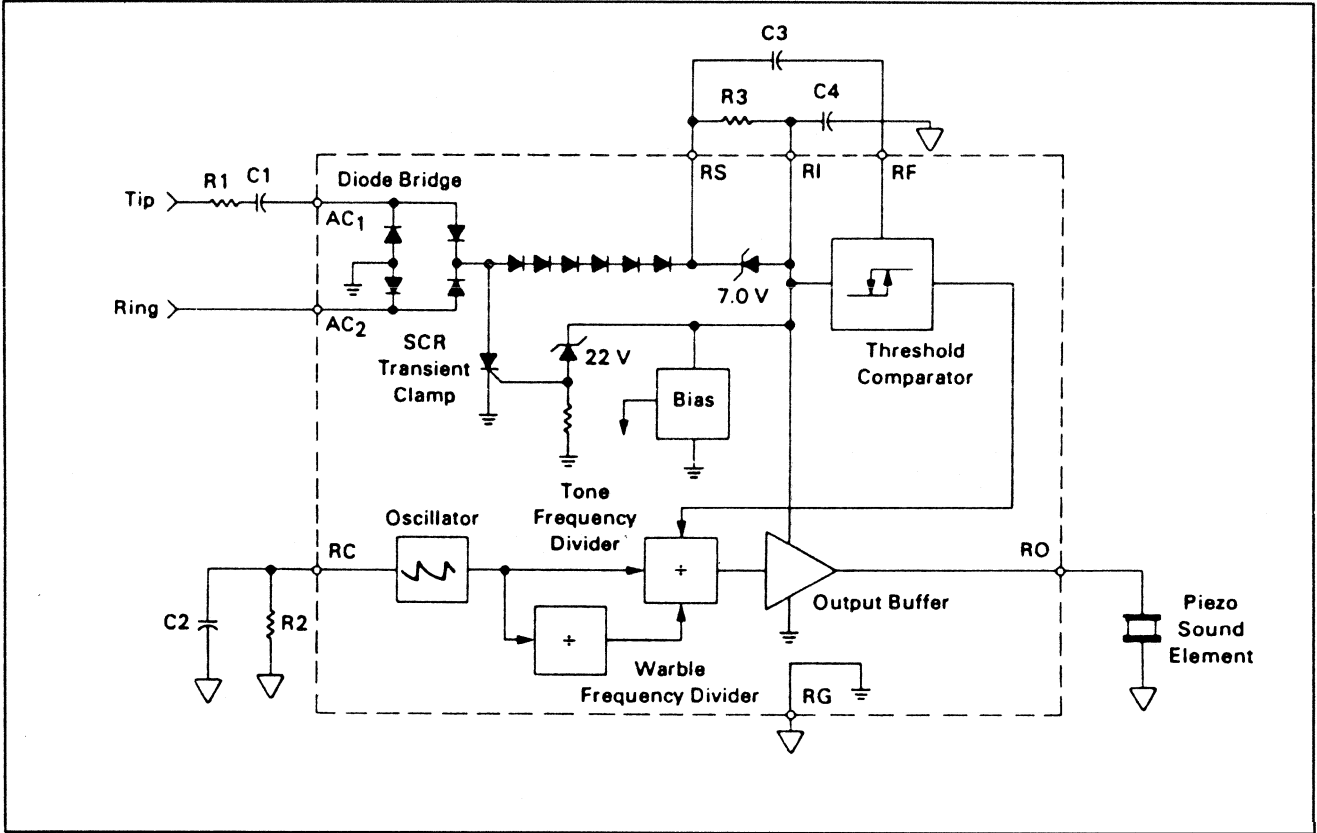 C3
R3
C4
RS
RI
RF
R1
C1
Diode Bridge
Tip
AC1
7.0 V
Ring
AC2
SCR
Transient
Clamp
22 V
Bias
Threshold
Comparator
Tone
Frequency
Divider
Oscillator
RC
÷
RO
Output Buffer
C2
R2
÷
Piezo
Sound
Element
Warble
Frequency Divider
RG